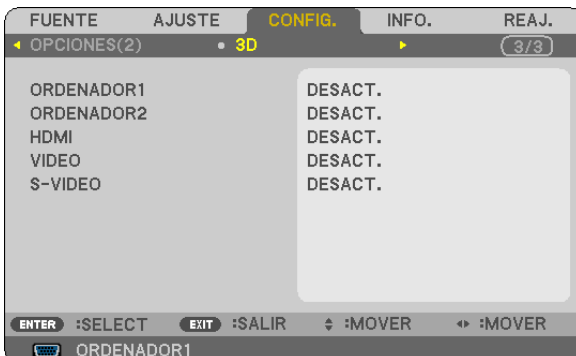 FUENTE AJUSTE CONFIG. INFO. REAJ.
OPCIONES(2) 3D 3/3
ORDENADOR1 DESACT.
ORDENADOR2 DESACT.
HDMI DESACT.
VIDEO DESACT.
S-VIDEO DESACT.
ENTER :SELECT EXIT :SALIR :MOVER :MOVER
ORDENADOR1